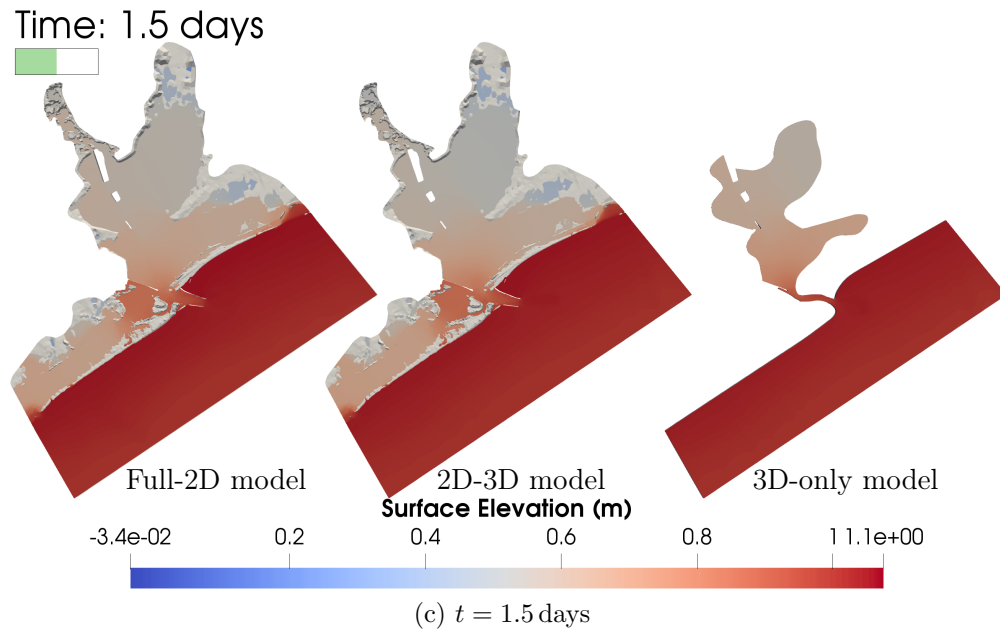 Time: 1.5 days
Full-2D model 2D-3D model 3D-only model
Surface Elevation (m)
-3.4e-02 0.2 0.4 0.6 0.8 1 1.1e+00
(c) t = 1.5 days